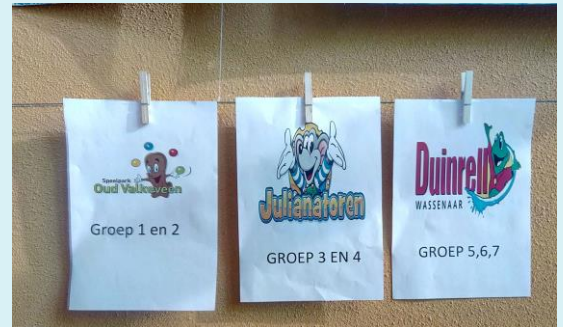 Speelpark
Oud Valkeveen
Groep 1 en 2
Julianatoren
GROEP 3 EN 4
Duinrell
WASSENAAR
GROEP 5,6,7